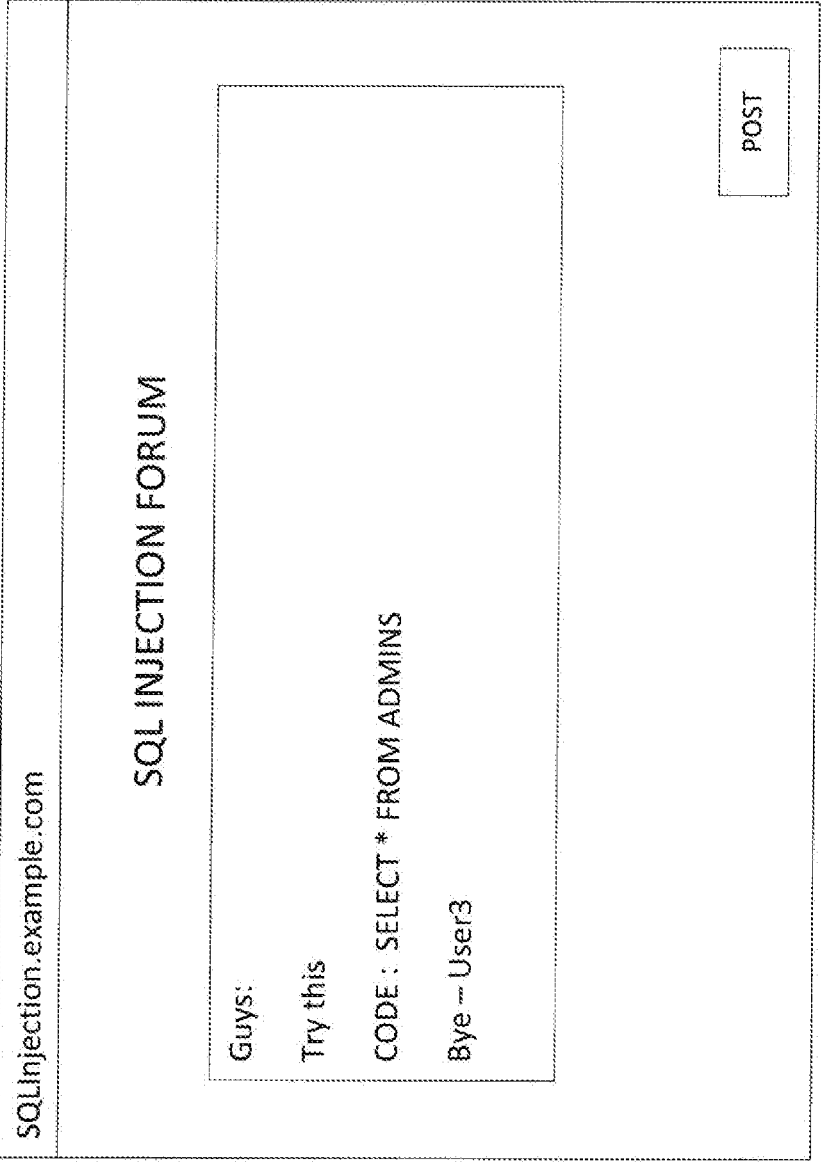 SQLInjection.example.com
SQL INJECTION FORUM
Guys:
Try this
CODE : SELECT * FROM ADMINS
Bye – User3
POST